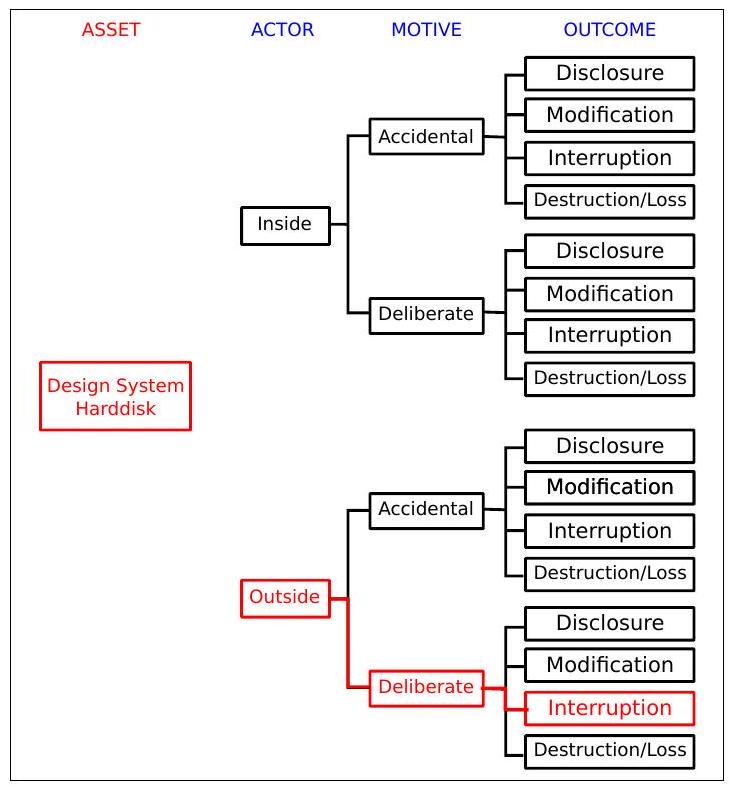 ASSET ACTOR MOTIVE OUTCOME
Disclosure
Modification
Accidental
Interruption
Destruction/Loss
Inside
Disclosure
Modification
Deliberate
Interruption
Destruction/Loss
Design System
Harddisk
Disclosure
Modification
Accidental
Interruption
Destruction/Loss
Outside
Disclosure
Modification
Deliberate
Interruption
Destruction/Loss